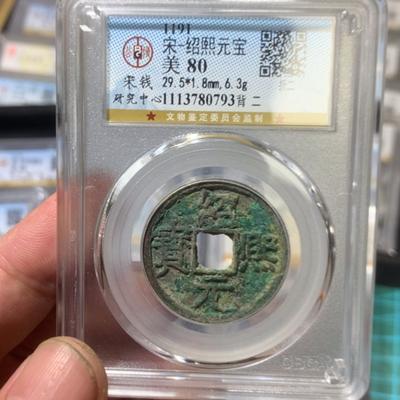 1191
宋·绍熙元宝
美 80
宋钱 29.5*1.8mm,6.3g
研究中心1113780793背 二
★ 文物鉴定委员会监制 ★
绍
熙
元
寶